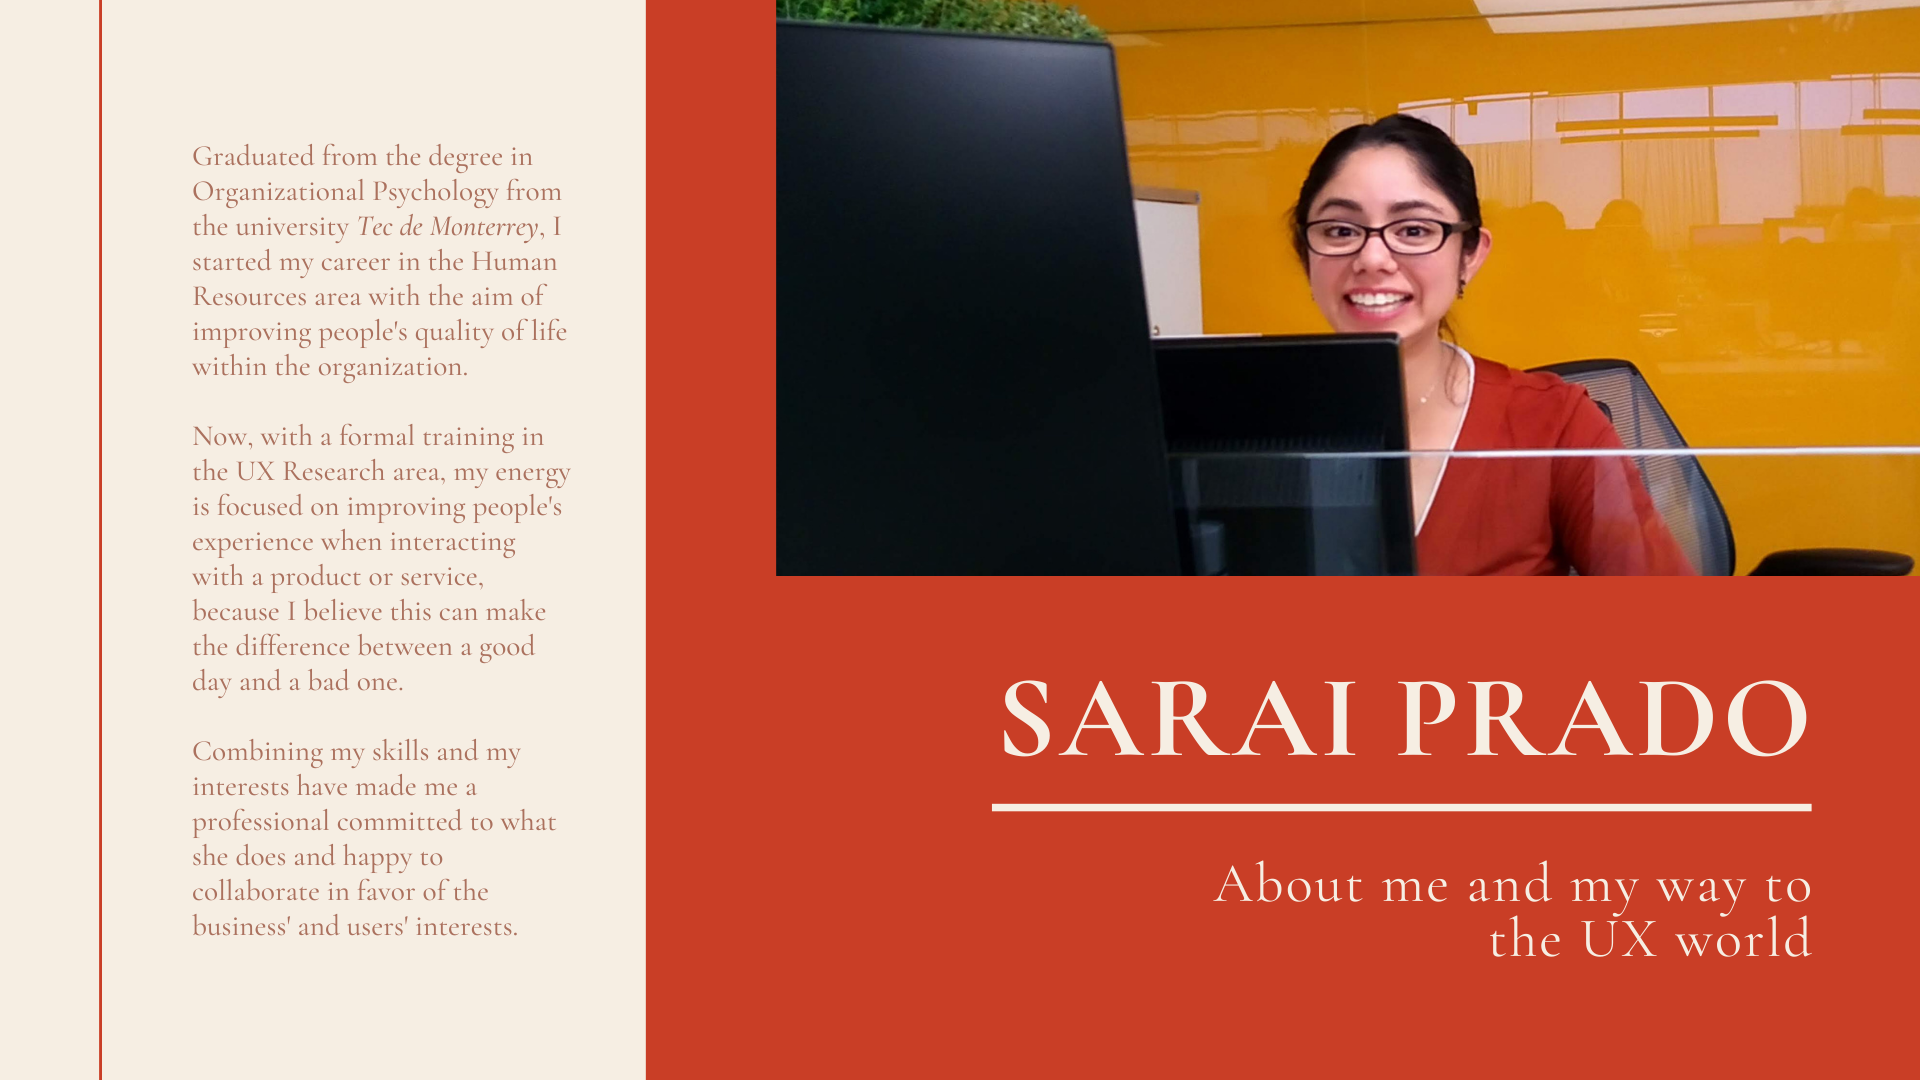 Graduated from the degree in
Organizational Psychology from
the university Tec de Monterrey, I
started my career in the Human
Resources area with the aim of
improving people's quality of life
within the organization.
Now, with a formal training in
the UX Research area, my energy
is focused on improving people's
experience when interacting
with a product or service,
because I believe this can make
the difference between a good
day and a bad one.
Combining my skills and my
interests have made me a
professional committed to what
she does and happy to
collaborate in favor of the
business' and users' interests.
SARAI PRADO
About me and my way to
the UX world